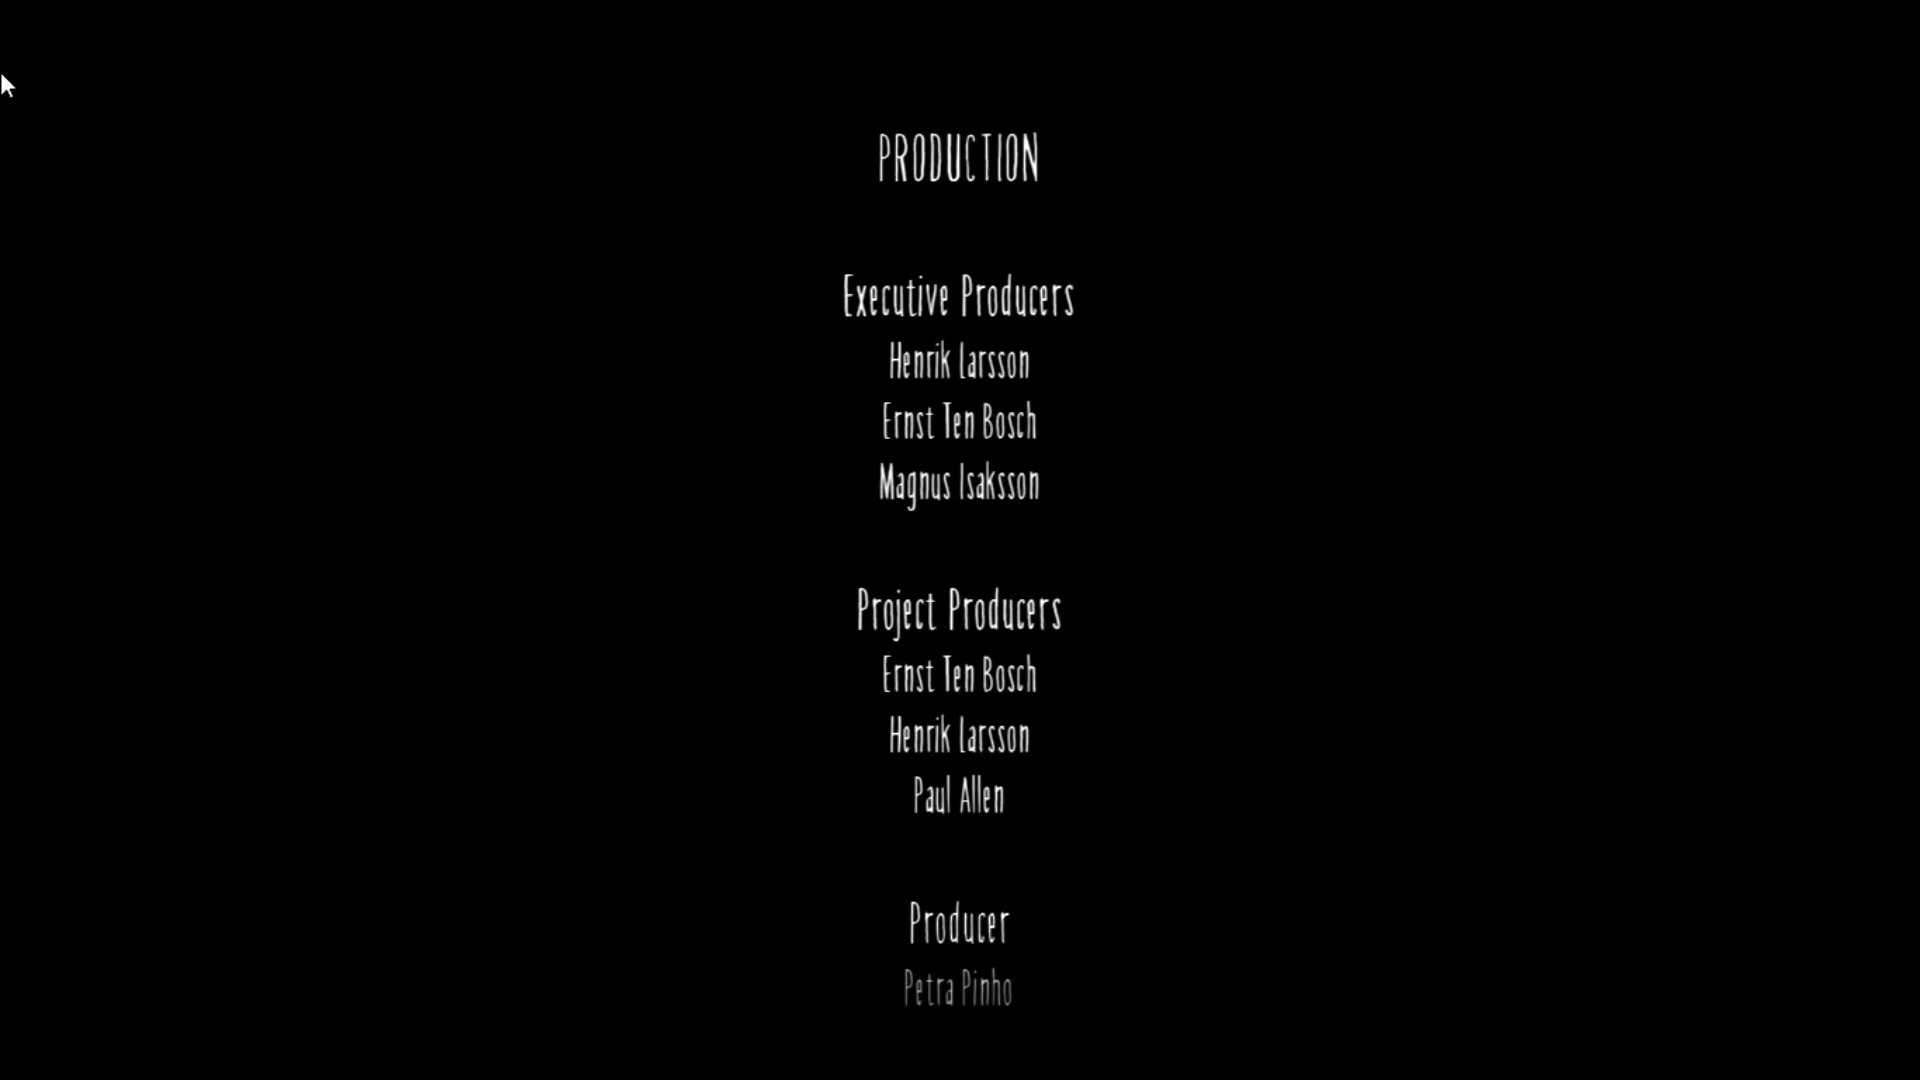 PRODUCTION
Executive Producers
Henrik Larsson
Ernst Ten Bosch
Magnus Isaksson
Project Producers
Ernst Ten Bosch
Henrik Larsson
Paul Allen
Producer
Petra Pinho